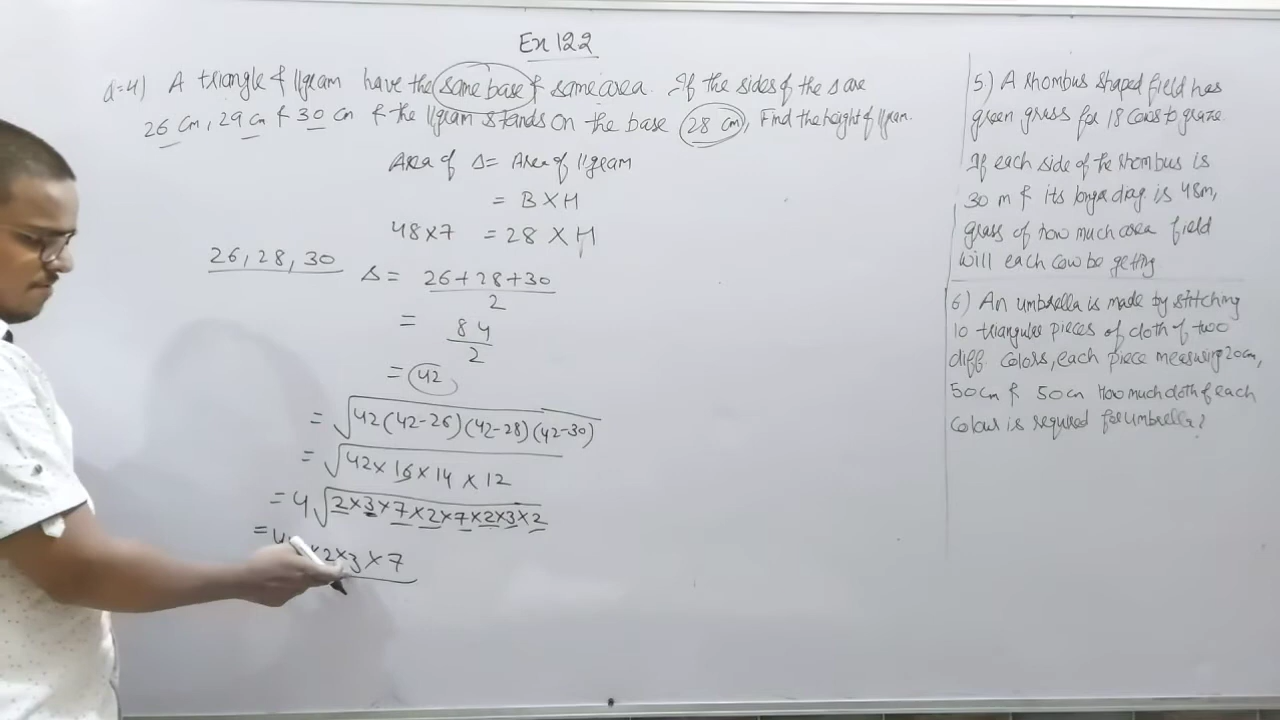 Ex 12.2
Q=4) A triangle & 11gram have the same base & same area. If the sides of the Δ are
26 cm, 29 cm & 30 cm & the 11gram stands on the base 28 cm, Find the height of 11gram.
Area of Δ = Area of 11gram
= B X H
48×7 = 28 X H
26, 28, 30
Δ = 26+28+30
2
= 84
2
= 42
= √42(42-26)(42-28)(42-30)
= √42×16×14×12
= 4√2×3×7×2×7×2×3×2
= 4 ×2×3×7
5) A rhombus shaped field has
green grass for 18 cows to graze.
If each side of the rhombus is
30 m & its longer diag is 48m,
grass of how much area field
will each cow be getting
6) An umbrella is made by stitching
10 triangular pieces of cloth of two
diff. colors, each piece measuring 20cm,
50cm & 50cm How much cloth of each
colour is required for umbrella?